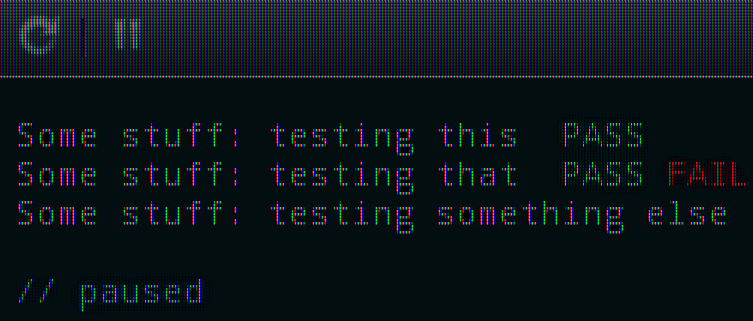 Some stuff: testing this  PASS
Some stuff: testing that  PASS FAIL
Some stuff: testing something else
// paused